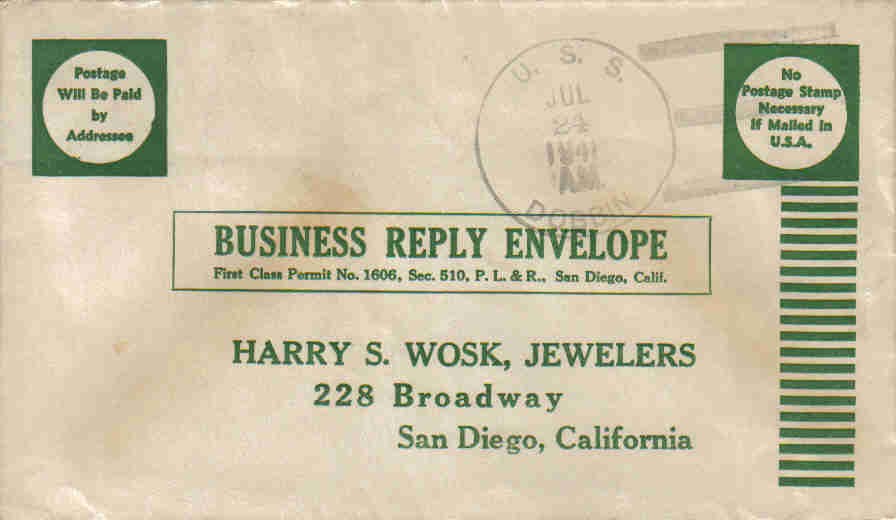 Postage
Will Be Paid
by
Addressee
U. S. S.
JUL
24
1941
AM
DOBBIN
No
Postage Stamp
Necessary
If Mailed in
U.S.A.
BUSINESS REPLY ENVELOPE
First Class Permit No. 1606, Sec. 510, P. L. & R., San Diego, Calif.
HARRY S. WOSK, JEWELERS
228 Broadway
San Diego, California